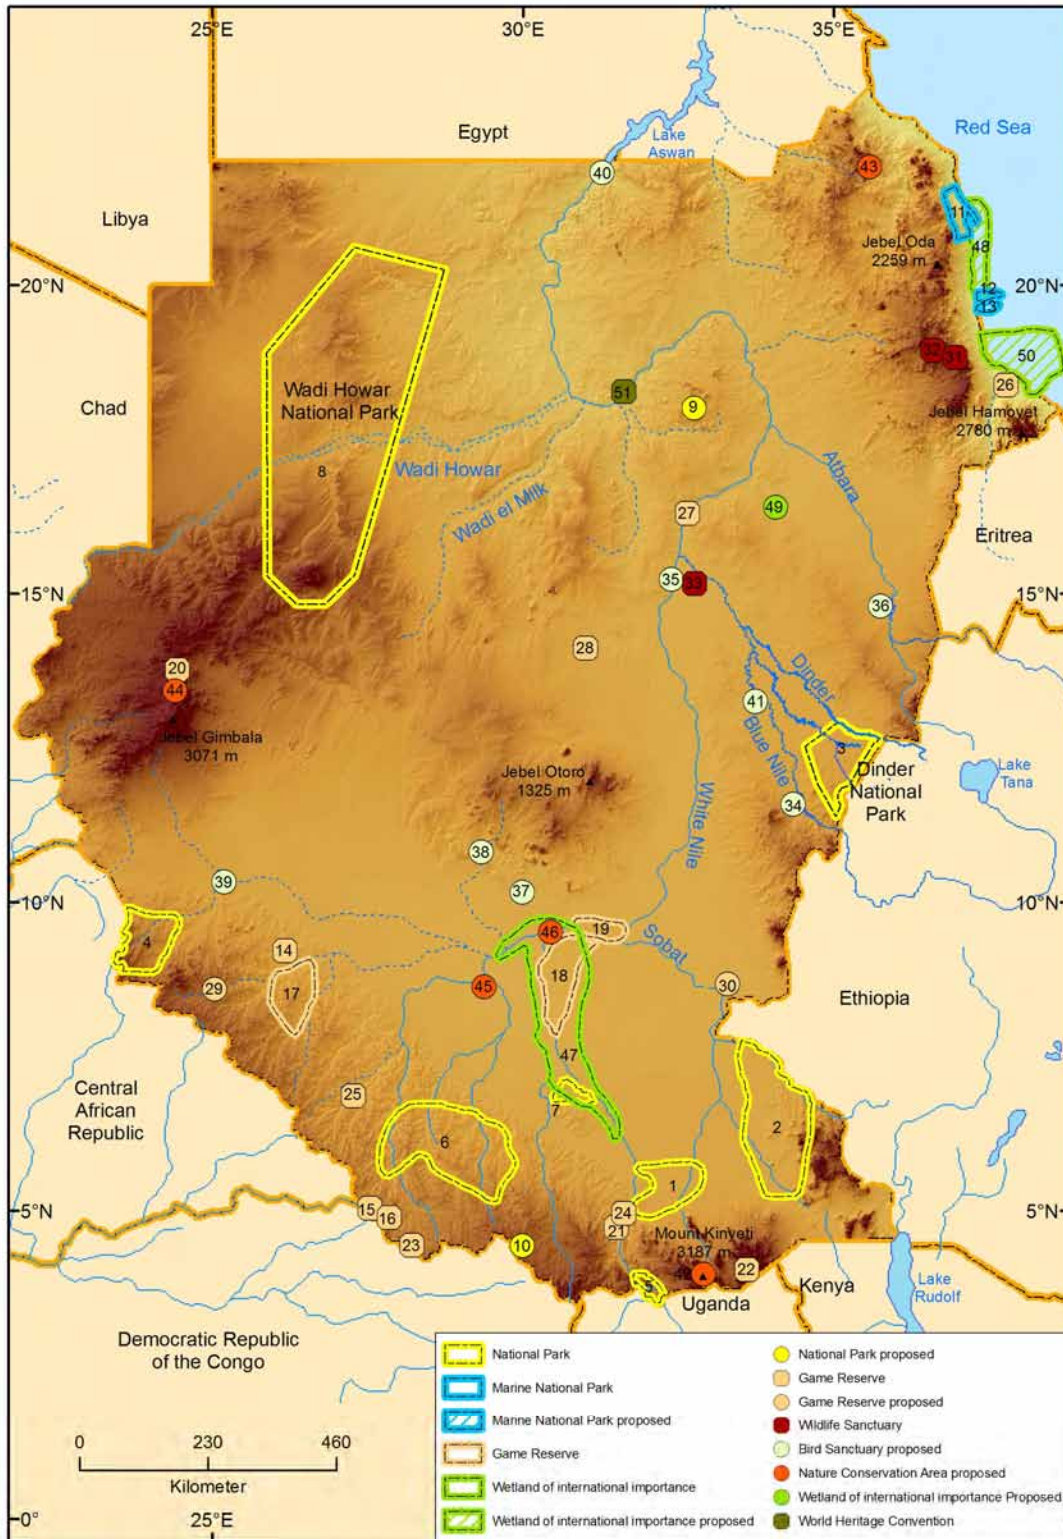 25°E
30°E
35°E
Egypt
Lake
Aswan
Red Sea
43
40
Libya
11
Jebel Oda
2259 m
48
20°N
12
20°N
13
32
31
50
Wadi Howar
National Park
51
26
Chad
9
Jebel Hamoyet
2780 m
8
Wadi Howar
Atbara
Wadi el Milk
27
49
Eritrea
15°N
35
33
15°N
36
28
20
44
Dinder
41
Jebel Gimbala
3071 m
Blue Nile
3
Jebel Otoro
1325 m
Dinder
National
Park
Lake
Tana
White Nile
34
38
39
37
10°N
10°N
4
46
19
Sobat
14
18
29
17
45
30
Ethiopia
47
Central
African
Republic
25
7
6
2
1
5°N
15
16
24
21
5°N
23
10
Mount Kinyeti
3187 m
22
5
Uganda
Kenya
Lake
Rudolf
Democratic Republic
of the Congo
0
230
460
Kilometer
0°
25°E
National Park
Marine National Park
Marine National Park proposed
Game Reserve
Wetland of international importance
Wetland of international importance proposed
National Park proposed
Game Reserve
Game Reserve proposed
Wildlife Sanctuary
Bird Sanctuary proposed
Nature Conservation Area proposed
Wetland of international importance Proposed
World Heritage Convention